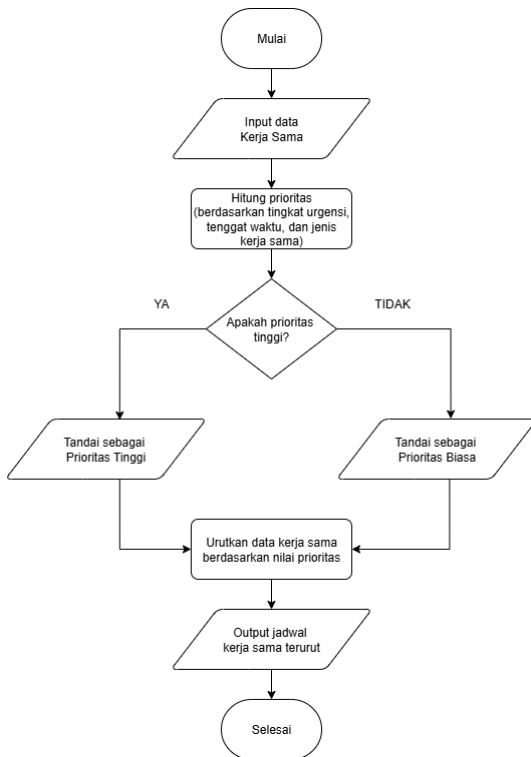 Mulai
Input data
Kerja Sama
Hitung prioritas
(berdasarkan tingkat urgensi,
tenggat waktu, dan jenis
kerja sama)
YA
Apakah prioritas
tinggi?
TIDAK
Tandai sebagai
Prioritas Tinggi
Tandai sebagai
Prioritas Biasa
Urutkan data kerja sama
berdasarkan nilai prioritas
Output jadwal
kerja sama terurut
Selesai